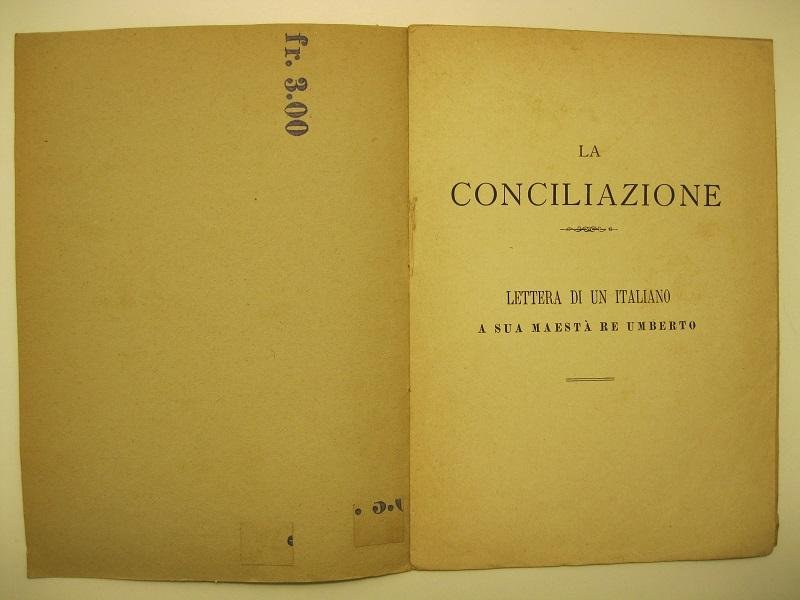 fr. 3.00
LA
CONCILIAZIONE
LETTERA DI UN ITALIANO
A SUA MAESTÀ RE UMBERTO